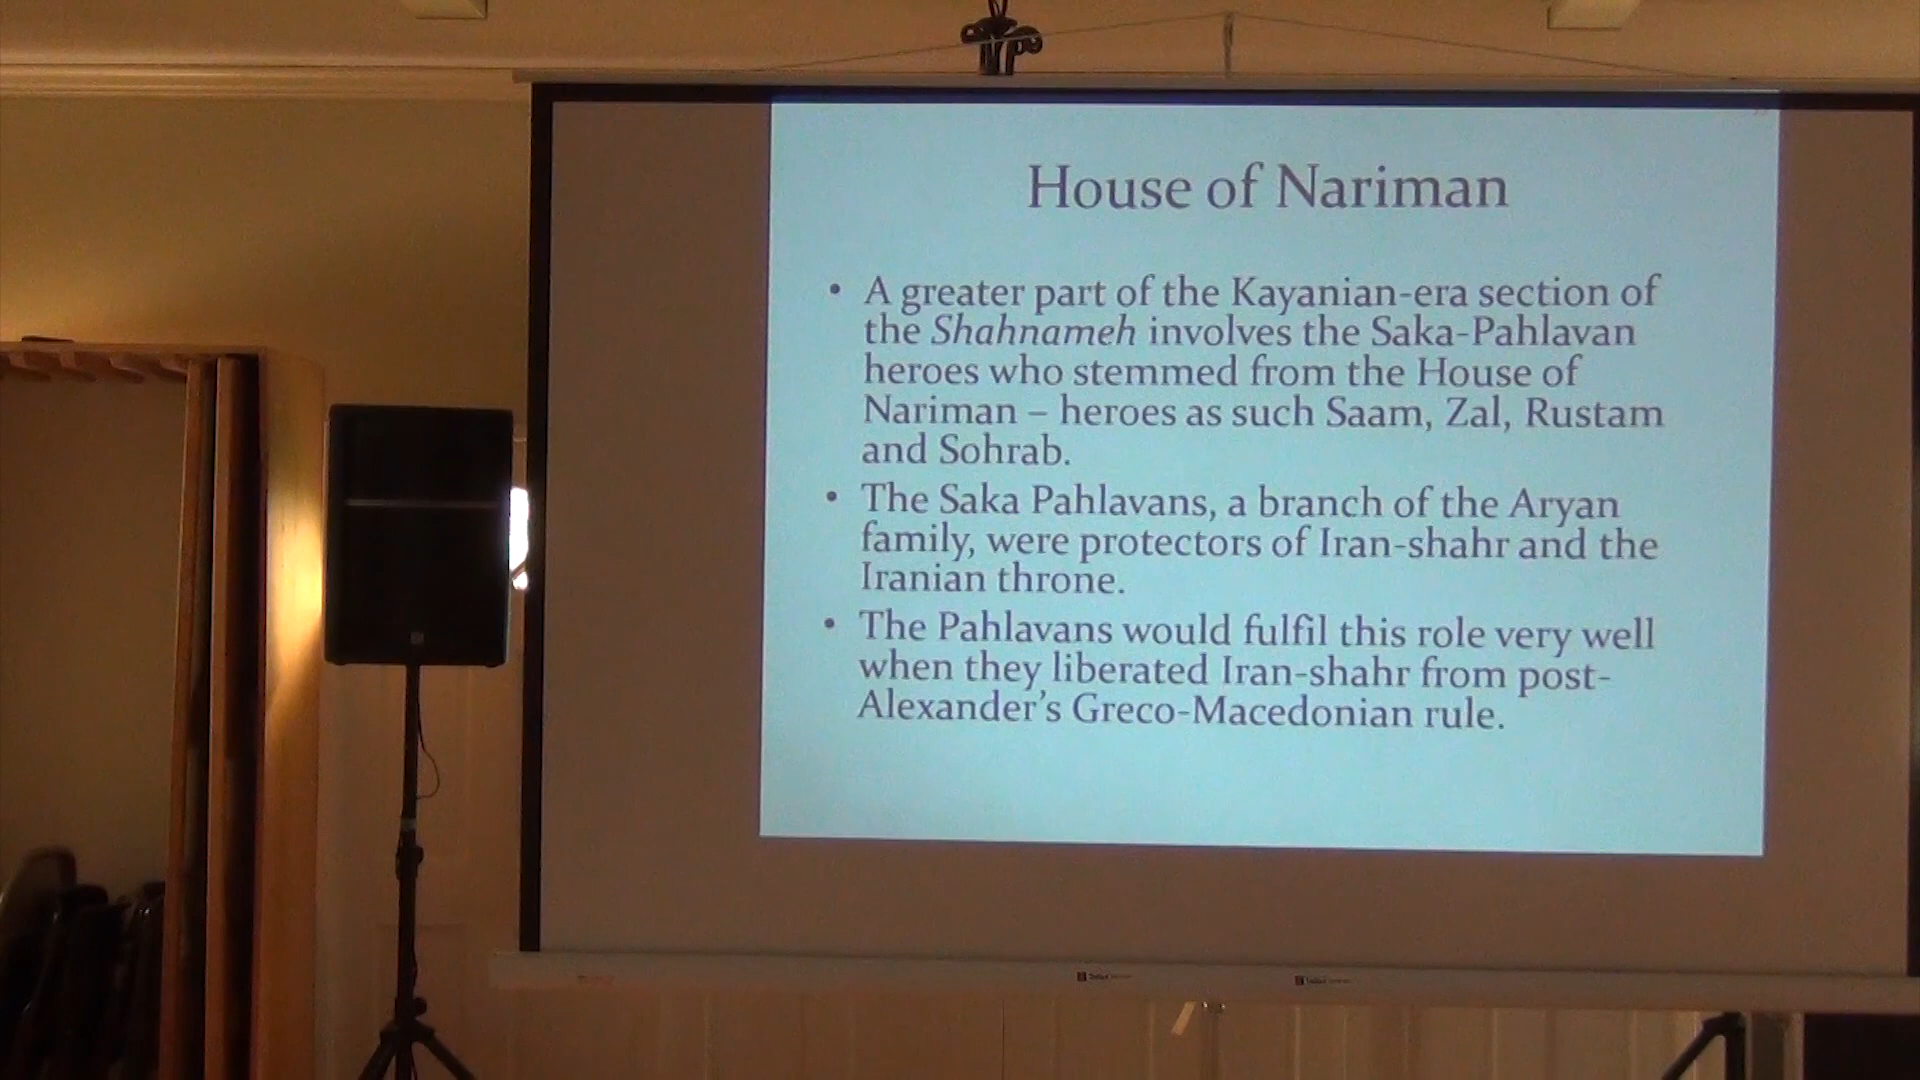 House of Nariman
• A greater part of the Kayanian-era section of
the Shahnameh involves the Saka-Pahlavan
heroes who stemmed from the House of
Nariman – heroes as such Saam, Zal, Rustam
and Sohrab.
• The Saka Pahlavans, a branch of the Aryan
family, were protectors of Iran-shahr and the
Iranian throne.
• The Pahlavans would fulfil this role very well
when they liberated Iran-shahr from post-
Alexander's Greco-Macedonian rule.